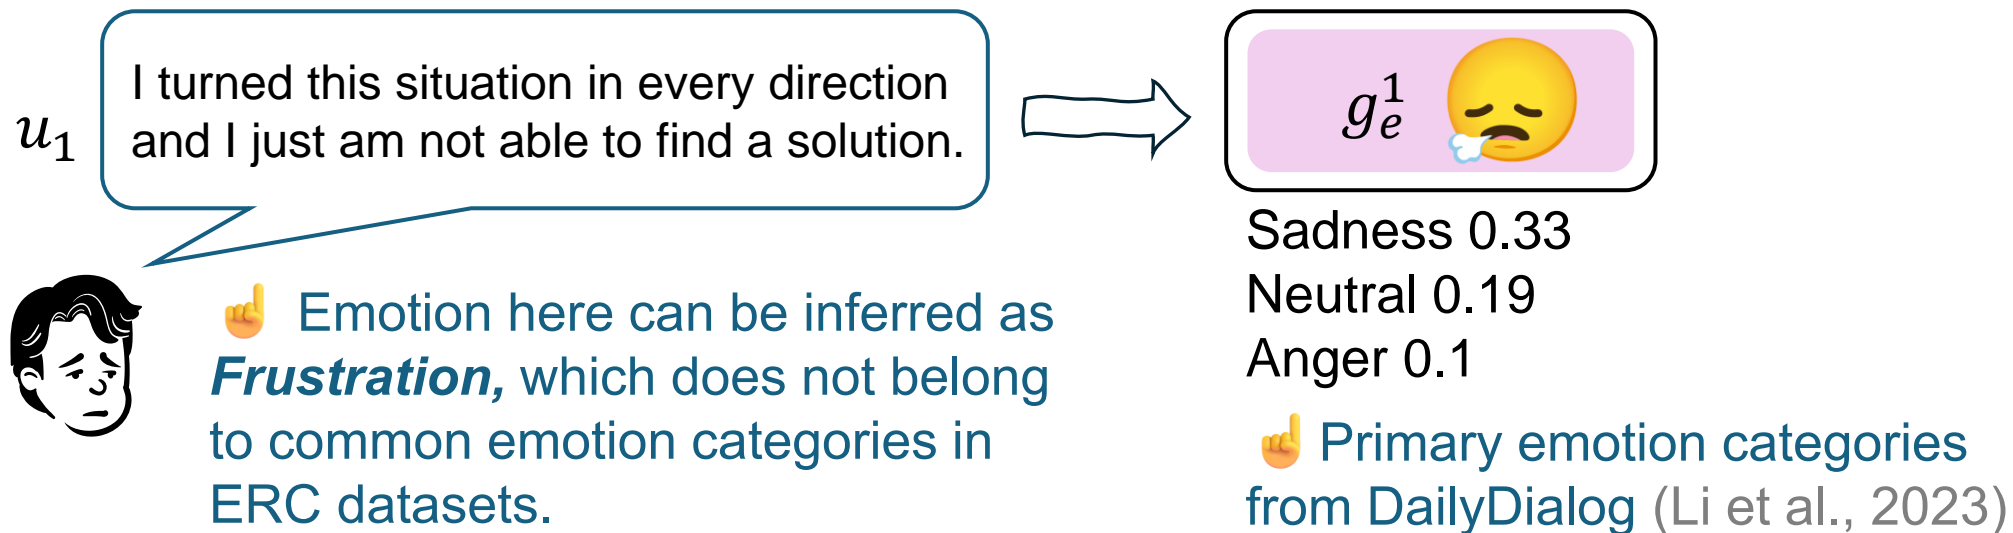 u₁
I turned this situation in every direction
and I just am not able to find a solution.
g¹ₑ
Sadness 0.33
Neutral 0.19
Anger 0.1
☝ Emotion here can be inferred as
Frustration, which does not belong
to common emotion categories in
ERC datasets.
☝ Primary emotion categories
from DailyDialog (Li et al., 2023)